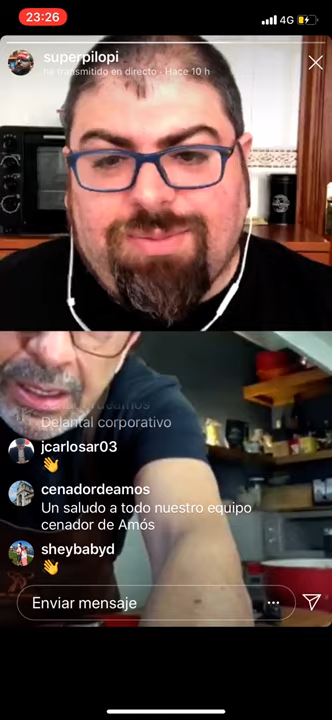 23:26
4G
superpilopi
ha transmitido en directo · Hace 10 h
cenadordeamos
Delantal corporativo
jcarlosar03
👋
cenadordeamos
Un saludo a todo nuestro equipo
cenador de Amós
sheybabyd
👋
Enviar mensaje